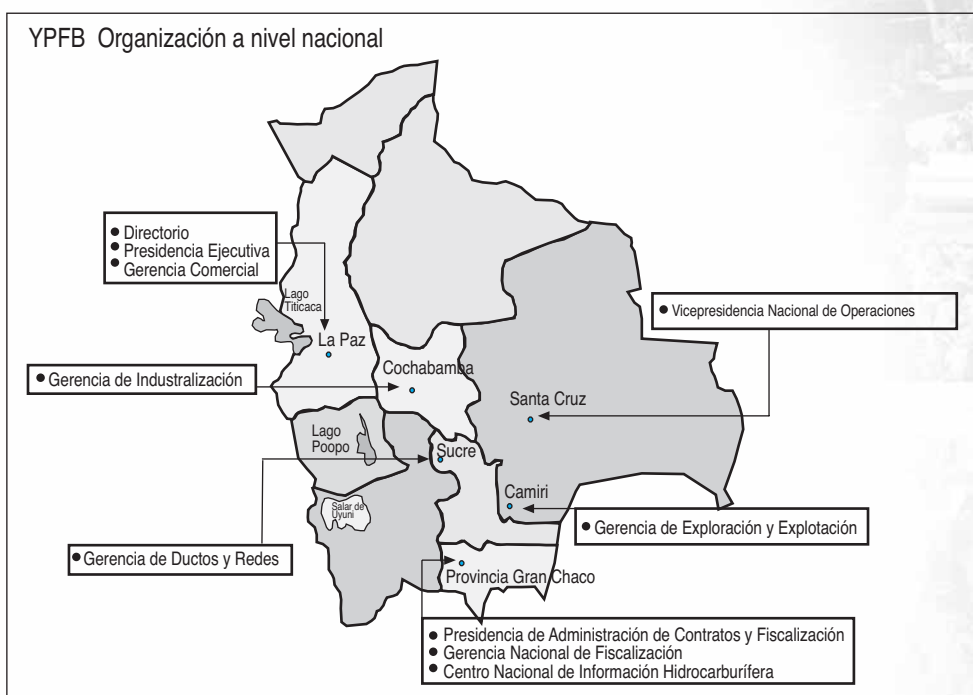 YPFB Organización a nivel nacional
● Directorio
● Presidencia Ejecutiva
● Gerencia Comercial
Lago
Titicaca
La Paz
● Vicepresidencia Nacional de Operaciones
● Gerencia de Industralización
Cochabamba
Santa Cruz
Lago
Poopo
Sucre
Salar de
Uyuni
Camiri
● Gerencia de Exploración y Explotación
● Gerencia de Ductos y Redes
Provincia Gran Chaco
● Presidencia de Administración de Contratos y Fiscalización
● Gerencia Nacional de Fiscalización
● Centro Nacional de Información Hidrocarburífera